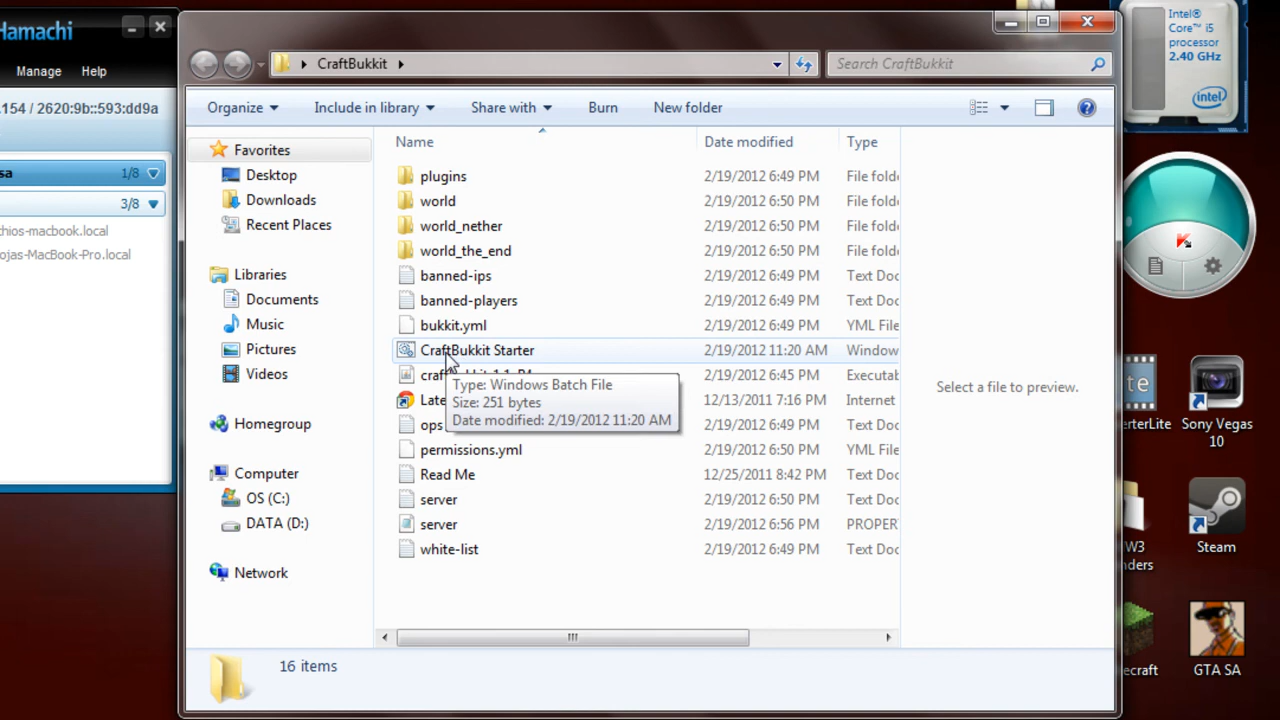 Hamachi
Manage Help
.154 / 2620:9b::593:dd9a
sa 1/8
3/8
thios-macbook.local
ojas-MacBook-Pro.local
CraftBukkit
Search CraftBukkit
Organize Include in library Share with Burn New folder
Name Date modified Type
Favorites
Desktop
Downloads
Recent Places
Libraries
Documents
Music
Pictures
Videos
Homegroup
Computer
OS (C:)
DATA (D:)
Network
plugins 2/19/2012 6:49 PM File folde
world 2/19/2012 6:50 PM File folde
world_nether 2/19/2012 6:50 PM File folde
world_the_end 2/19/2012 6:50 PM File folde
banned-ips 2/19/2012 6:49 PM Text Doc
banned-players 2/19/2012 6:49 PM Text Doc
bukkit.yml 2/19/2012 6:49 PM YML File
CraftBukkit Starter 2/19/2012 11:20 AM Window
2/19/2012 6:45 PM Executab
Late 12/13/2011 7:16 PM Internet
ops 2/19/2012 6:49 PM Text Doc
permissions.yml 2/19/2012 6:49 PM YML File
Read Me 12/25/2011 8:42 PM Text Doc
server 2/19/2012 6:50 PM Text Doc
server 2/19/2012 6:56 PM PROPER
white-list 2/19/2012 6:49 PM Text Doc
Type: Windows Batch File
Size: 251 bytes
Date modified: 2/19/2012 11:20 AM
Select a file to preview.
16 items
Intel®
Core™ i5
processor
2.40 GHz
intel
ite
erterLite
Sony Vegas
10
W3
nders
Steam
ecraft
GTA SA